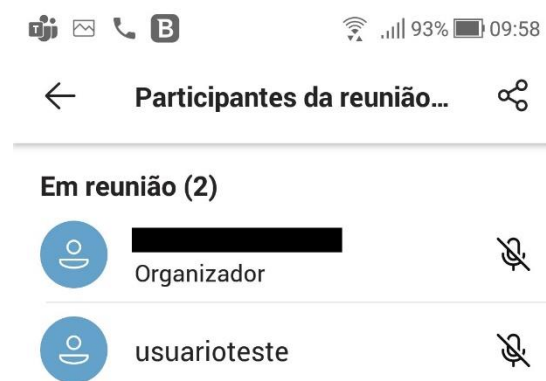 93% 09:58
Participantes da reunião...
Em reunião (2)
Organizador
usuarioteste